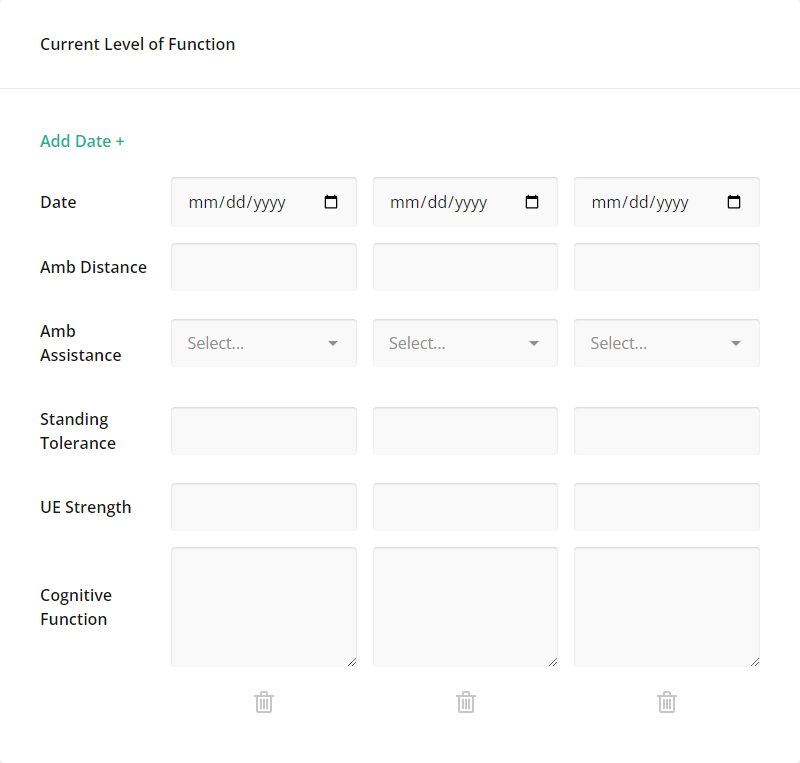 Current Level of Function
Add Date +
Date mm/dd/yyyy mm/dd/yyyy mm/dd/yyyy
Amb Distance
Amb
Assistance
Select... Select... Select...
Standing
Tolerance
UE Strength
Cognitive
Function